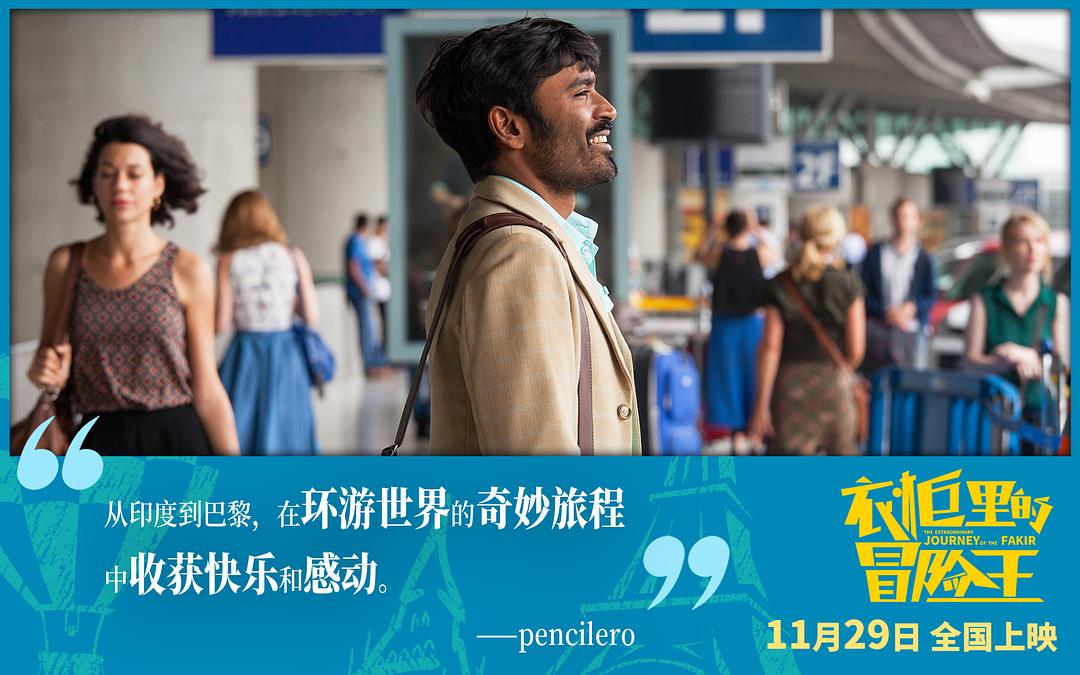 2F
从印度到巴黎，在环游世界的奇妙旅程
中收获快乐和感动。
——pencilero
衣柜里的
THE EXTRAORDINARY
JOURNEY OF THE FAKIR
冒险王
11月29日 全国上映